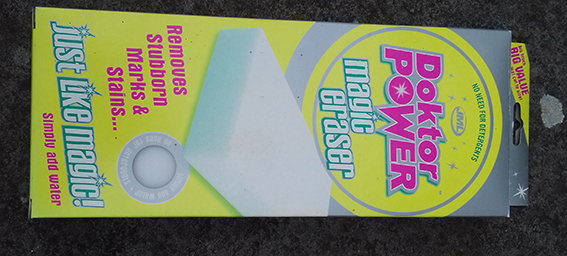 BIG VALUE
NO NEED FOR DETERGENTS
JML
Doktor
POWER
magic eraser
Removes
Stubborn
Marks &
Stains...
Just like magic!
Simply add water